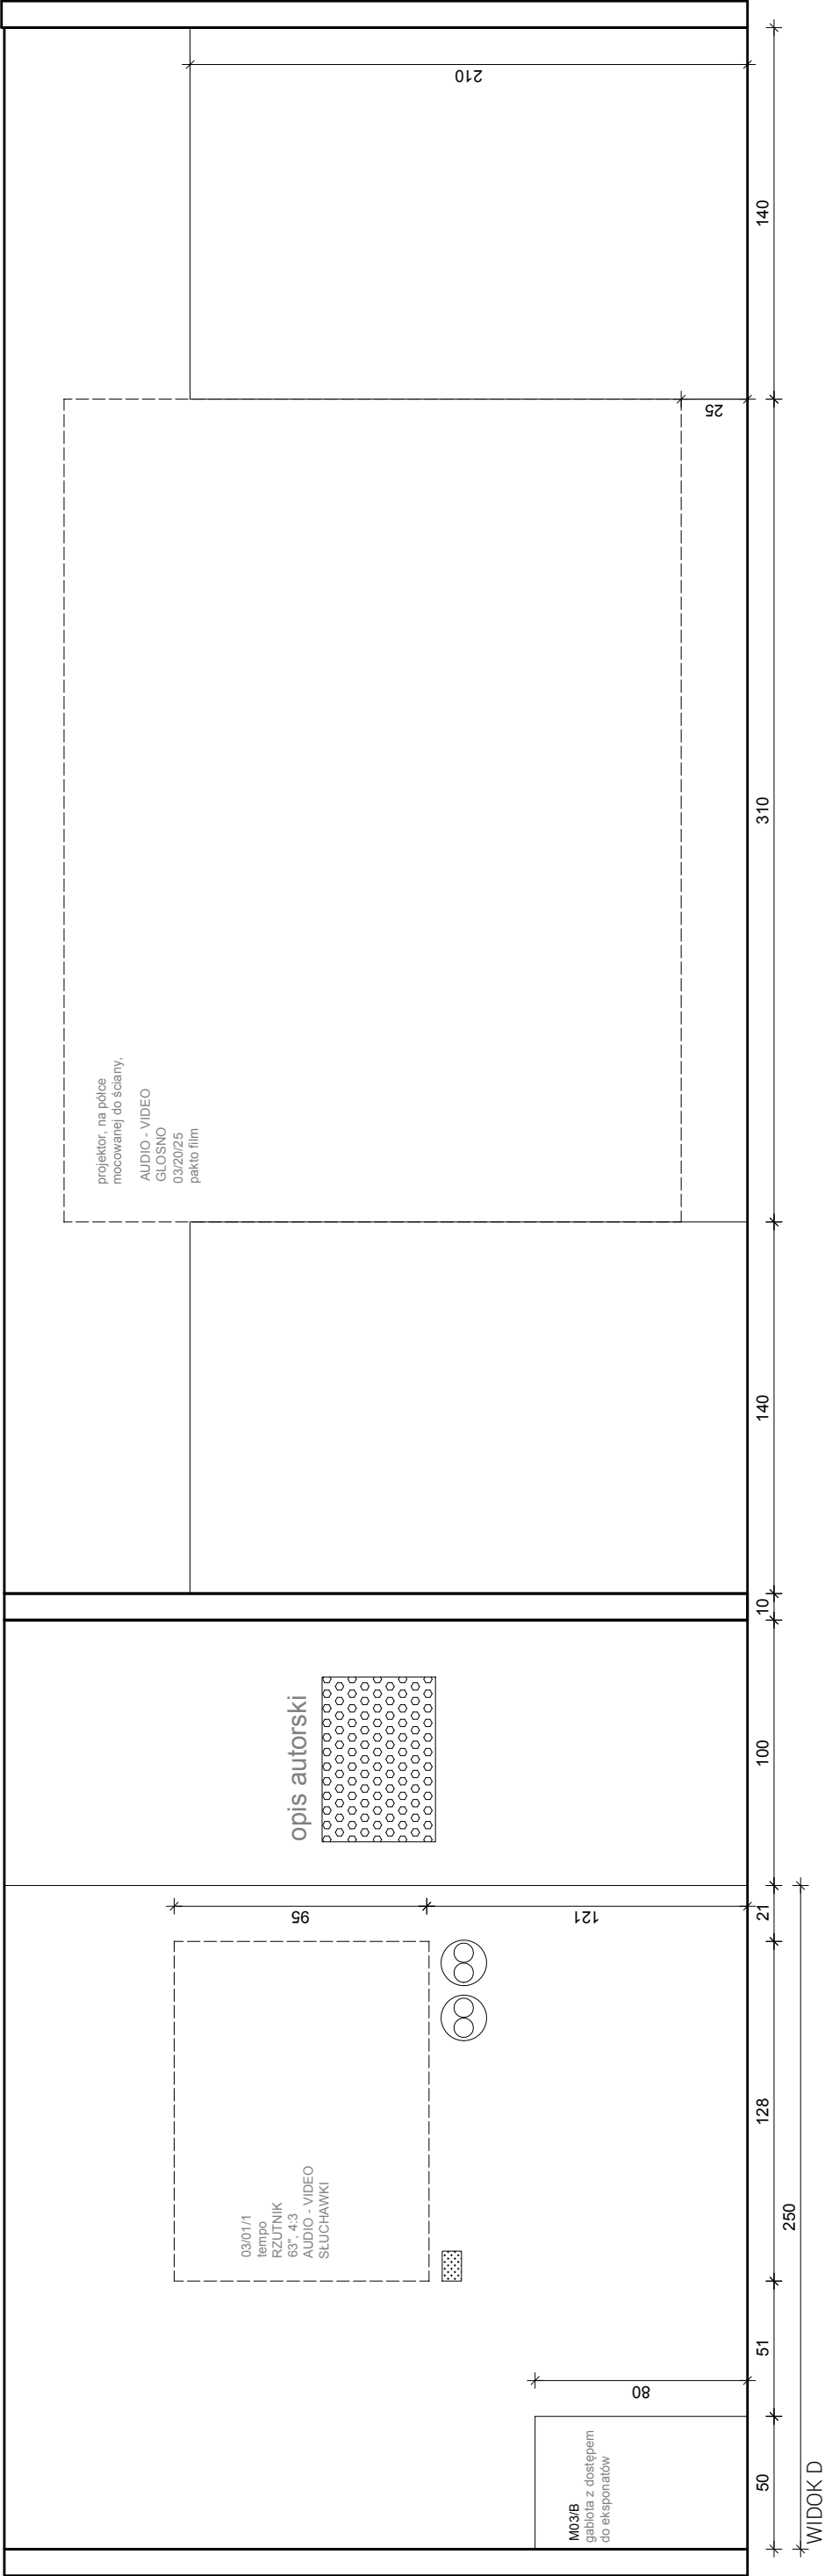 projektor, na półce
mocowanej do ściany,
AUDIO - VIDEO
GLOSNO
03/20/25
pakto film
03/01/1
tempo
RZUTNIK
63", 4:3
AUDIO - VIDEO
SŁUCHAWKI
opis autorski
M03/B
gablota z dostępem
do eksponatów
95
121
80
210
25
50
51
128
21
100
10
140
310
140
250
WIDOK D